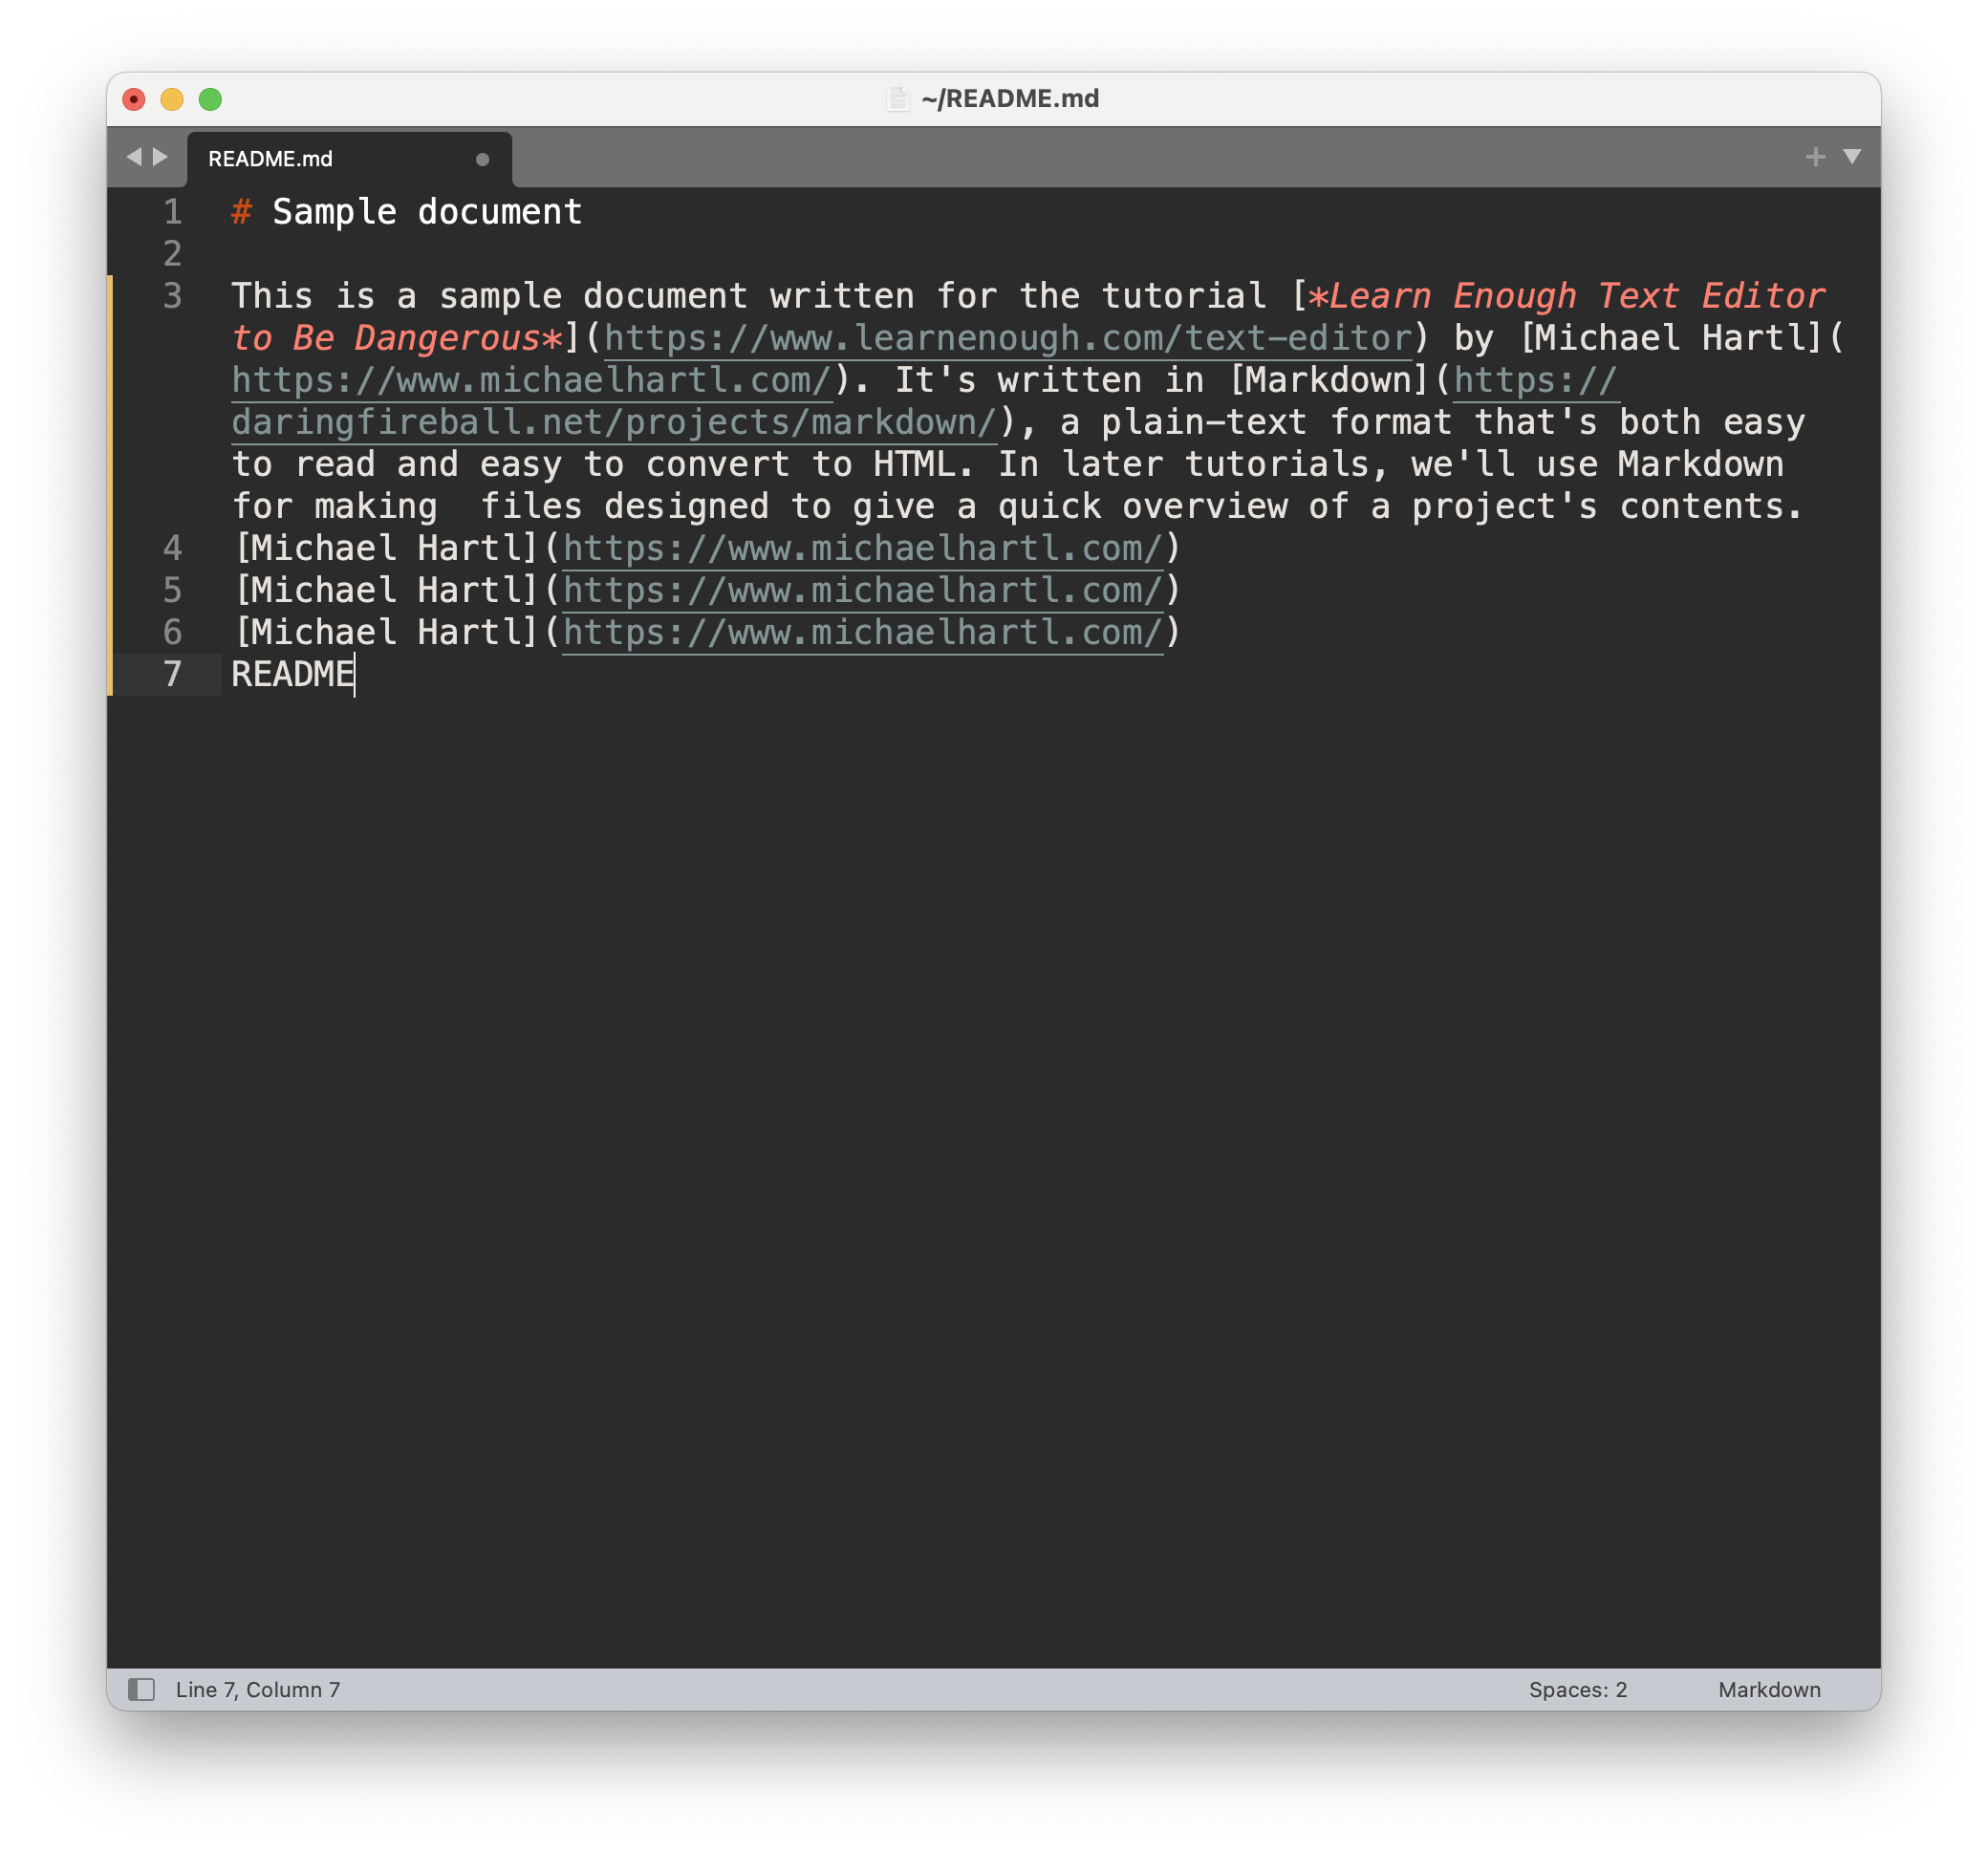 ~/README.md
README.md
1 # Sample document
2
3 This is a sample document written for the tutorial [*Learn Enough Text Editor
to Be Dangerous*](https://www.learnenough.com/text-editor) by [Michael Hartl](
https://www.michaelhartl.com/). It's written in [Markdown](https://
daringfireball.net/projects/markdown/), a plain-text format that's both easy
to read and easy to convert to HTML. In later tutorials, we'll use Markdown
for making  files designed to give a quick overview of a project's contents.
4 [Michael Hartl](https://www.michaelhartl.com/)
5 [Michael Hartl](https://www.michaelhartl.com/)
6 [Michael Hartl](https://www.michaelhartl.com/)
7 README
Line 7, Column 7 Spaces: 2 Markdown